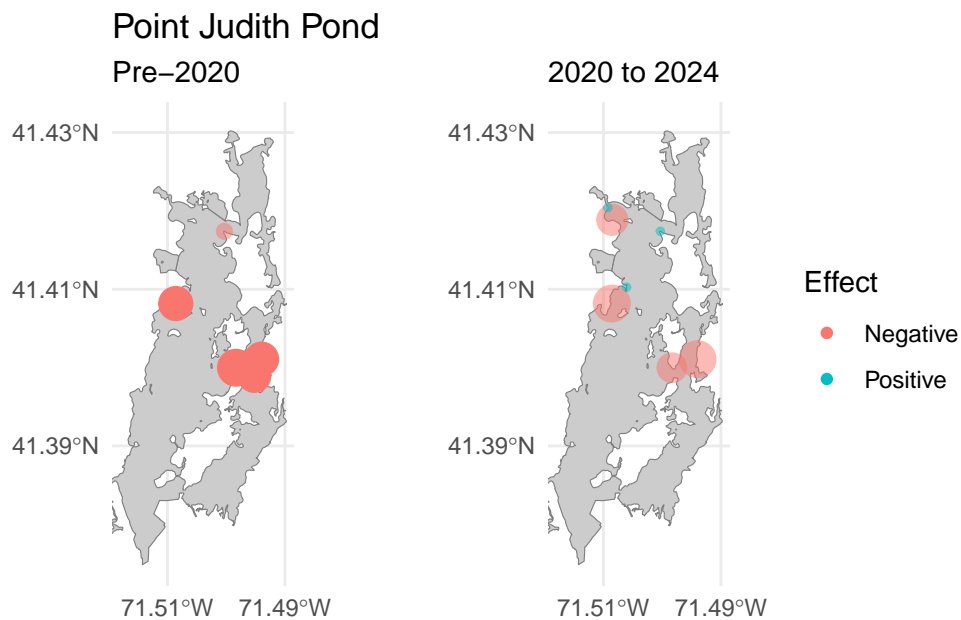 Point Judith Pond
Pre−2020
2020 to 2024
41.43°N
41.43°N
41.41°N
41.41°N
41.39°N
41.39°N
71.51°W 71.49°W
71.51°W 71.49°W
Effect
Negative
Positive